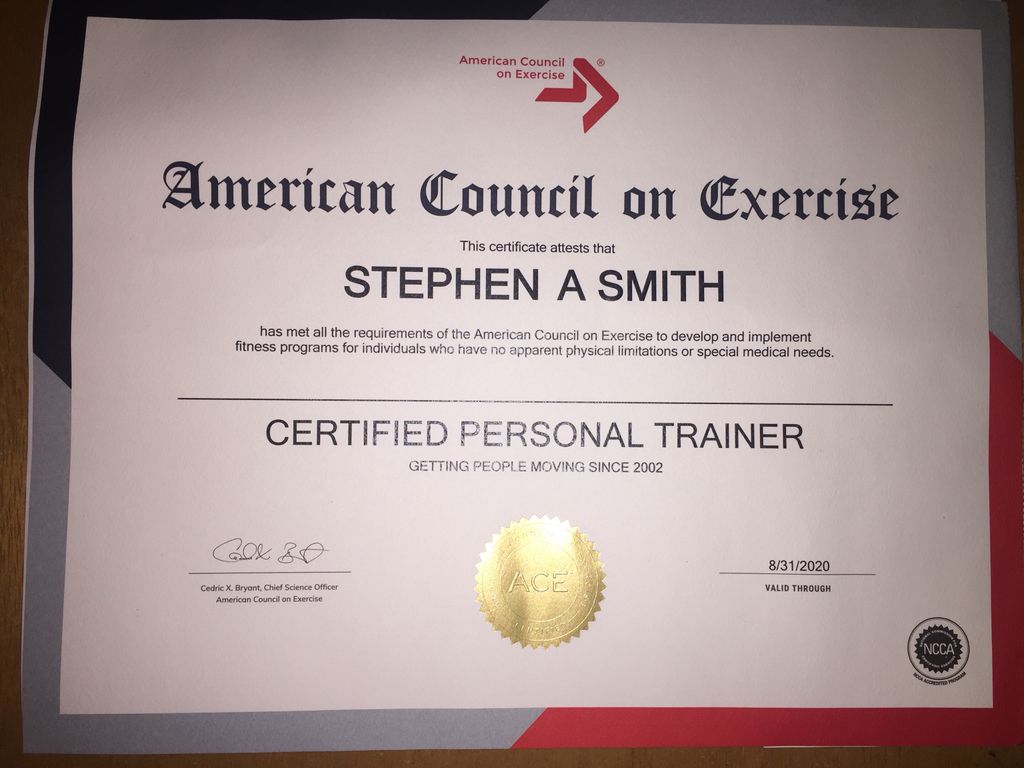 American Council
on Exercise ®
American Council on Exercise
This certificate attests that
STEPHEN A SMITH
has met all the requirements of the American Council on Exercise to develop and implement
fitness programs for individuals who have no apparent physical limitations or special medical needs.
CERTIFIED PERSONAL TRAINER
GETTING PEOPLE MOVING SINCE 2002
Cedric X. Bryant, Chief Science Officer
American Council on Exercise
ACE
8/31/2020
VALID THROUGH
NCCA
NCCA ACCREDITED PROGRAM